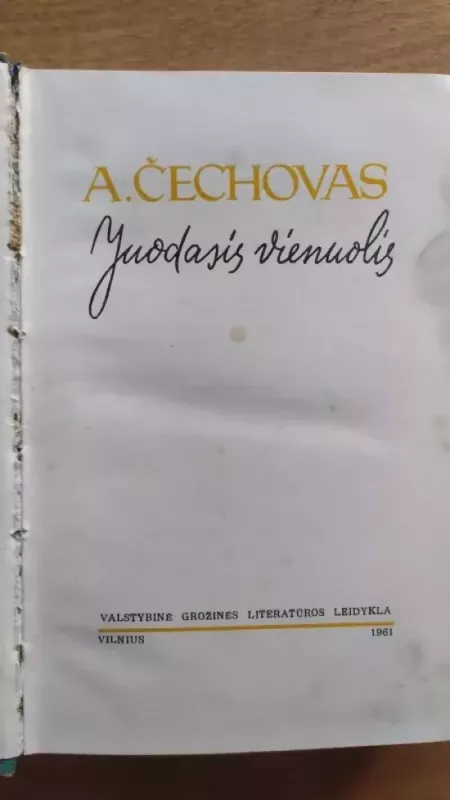 A. ČECHOVAS
Juodasis vienuolis
VALSTYBINĖ GROŽINĖS LITERATŪROS LEIDYKLA
VILNIUS 1961